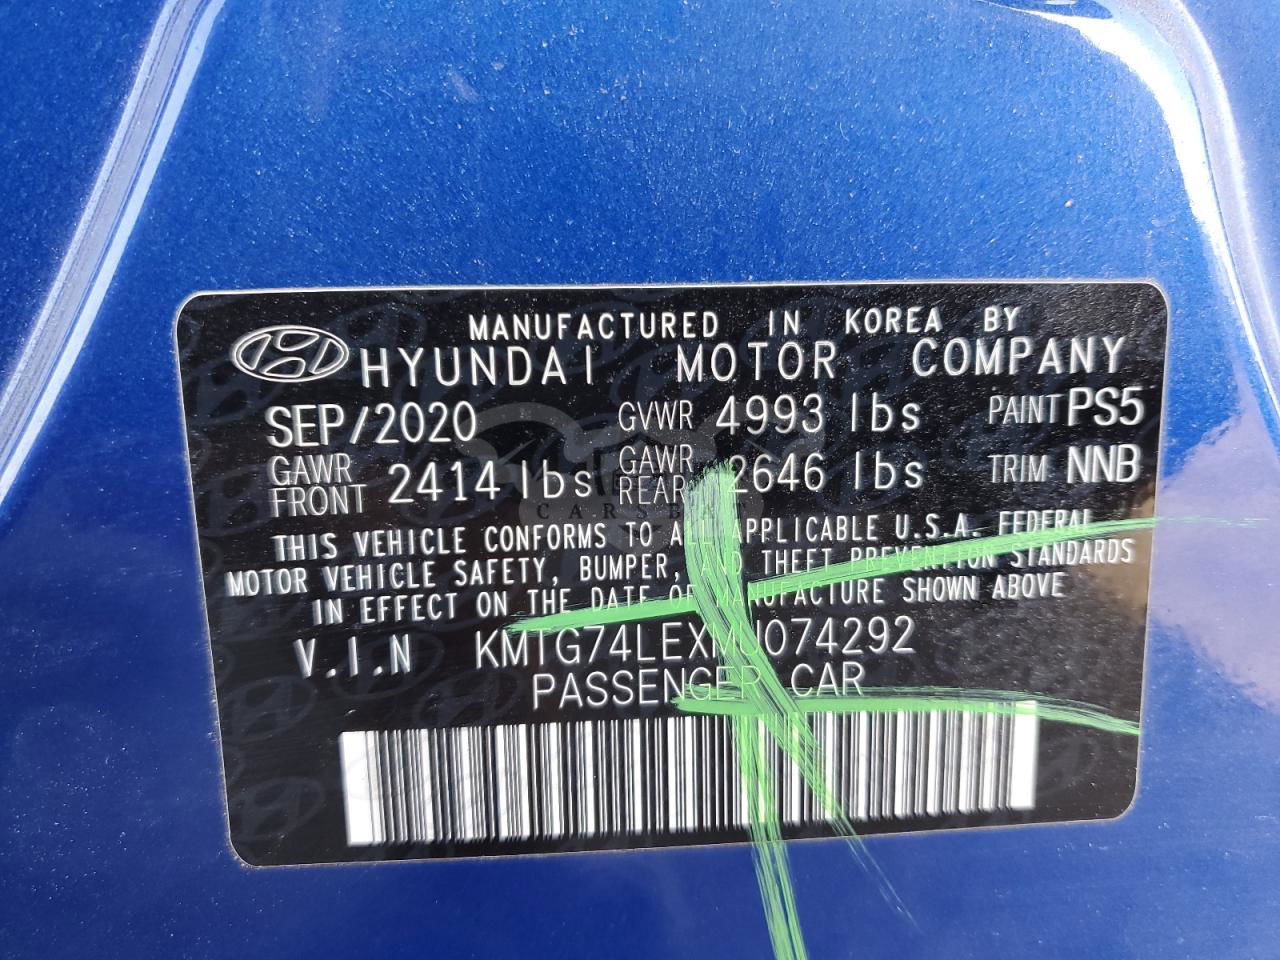 MANUFACTURED IN KOREA BY
HYUNDAI MOTOR COMPANY
SEP/2020 GVWR 4993 lbs PAINT PS5
GAWR FRONT 2414 lbs GAWR REAR 2646 lbs TRIM NNB
THIS VEHICLE CONFORMS TO ALL APPLICABLE U.S.A. FEDERAL
MOTOR VEHICLE SAFETY, BUMPER, AND THEFT PREVENTION STANDARDS
IN EFFECT ON THE DATE OF MANUFACTURE SHOWN ABOVE
V.I.N KMTG74LEXMU074292
PASSENGER CAR
CARSBAT